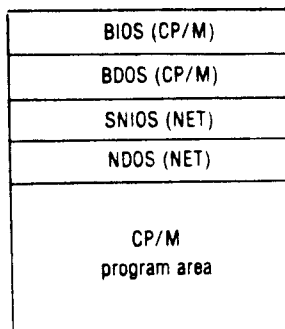 BIOS (CP/M)
BDOS (CP/M)
SNIOS (NET)
NDOS (NET)
CP/M
program area